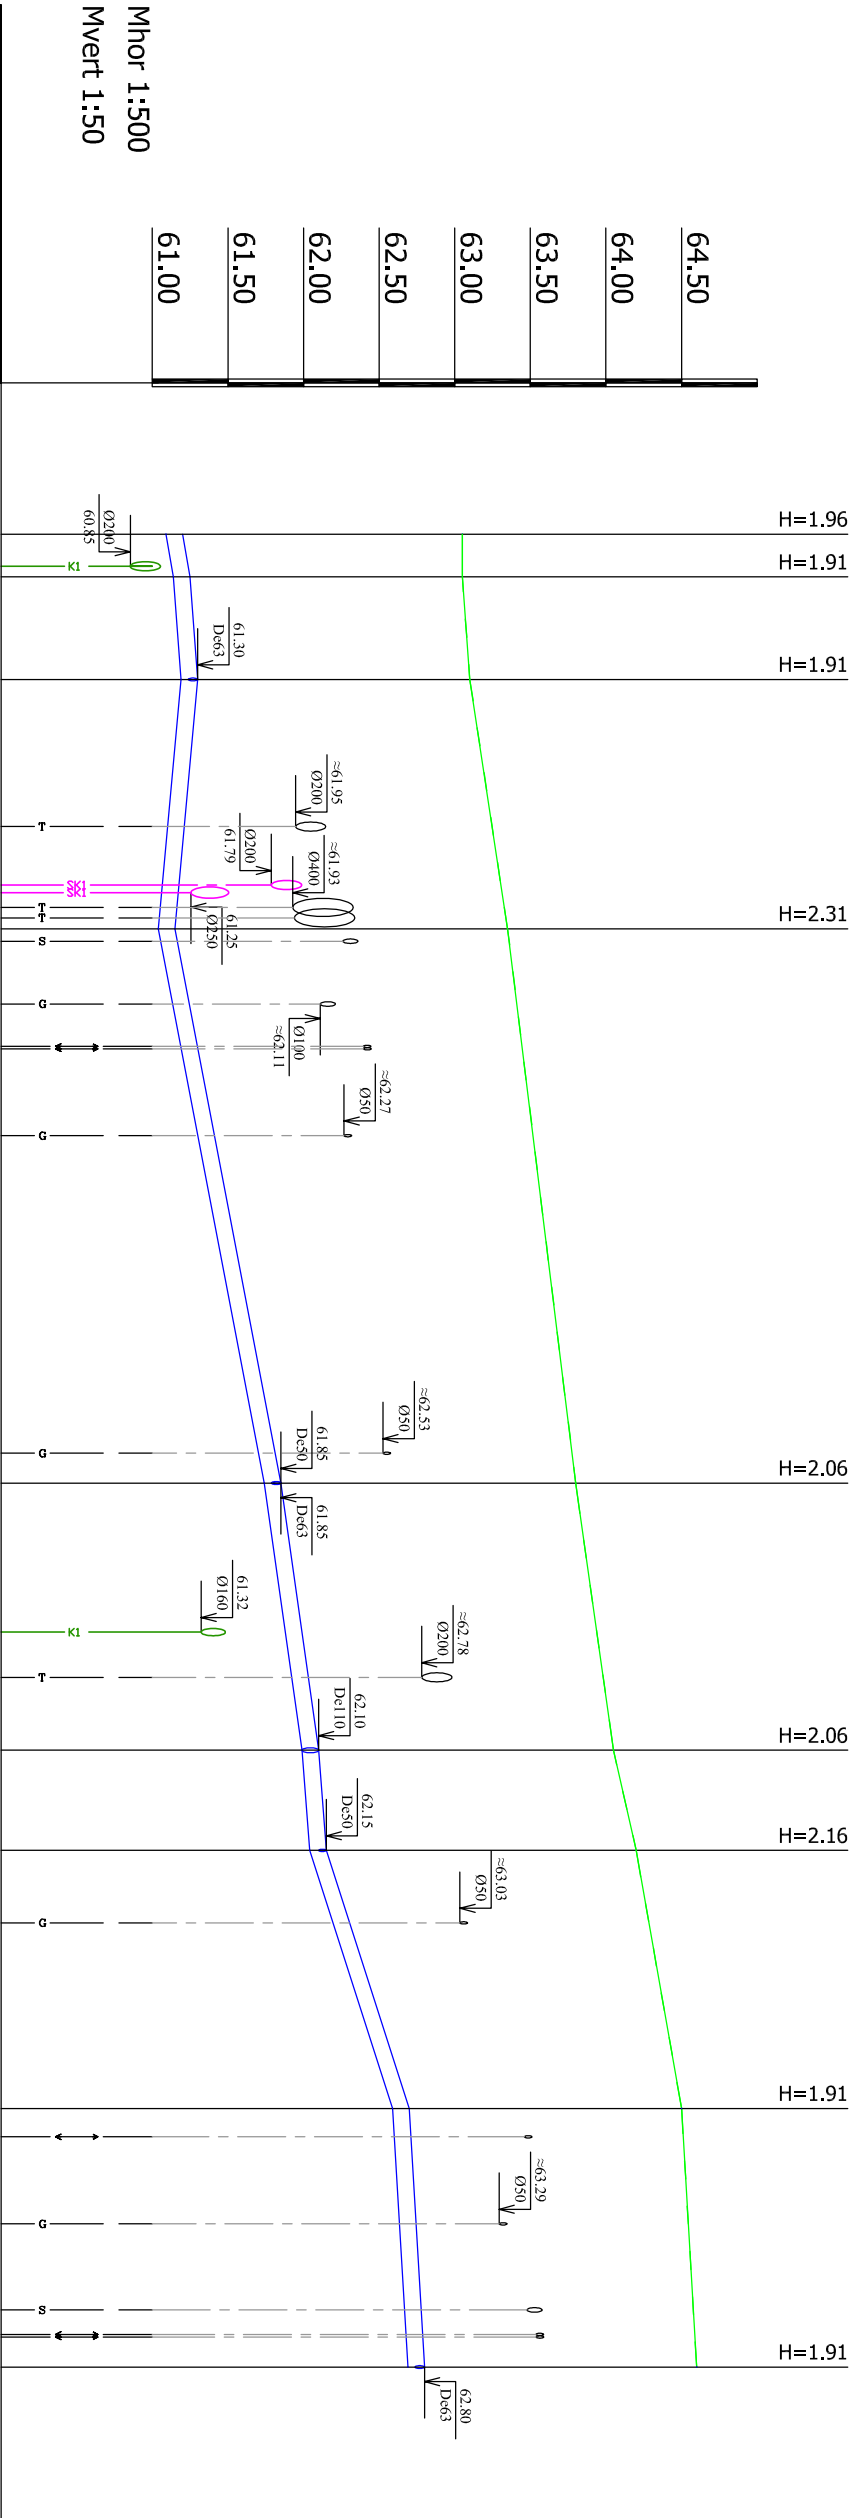 Mhor 1:500
Mvert 1:50
64.50
64.00
63.50
63.00
62.50
62.00
61.50
61.00
H=1.96
H=1.91
H=1.91
H=2.31
H=2.06
H=2.06
H=2.16
H=1.91
H=1.91
Ø200
60.85
K1
61.30
De63
≈61.95
Ø200
T
Ø200
61.79
SK1
SK1
≈61.93
Ø400
T
T
61.25
Ø250
S
G
Ø100
≈62.11
≈62.27
Ø50
G
≈62.53
Ø50
G
61.85
De50
61.85
De63
61.32
Ø160
K1
≈62.78
Ø200
T
62.10
De110
62.15
De50
≈63.03
Ø50
G
≈63.29
Ø50
G
S
62.80
De63